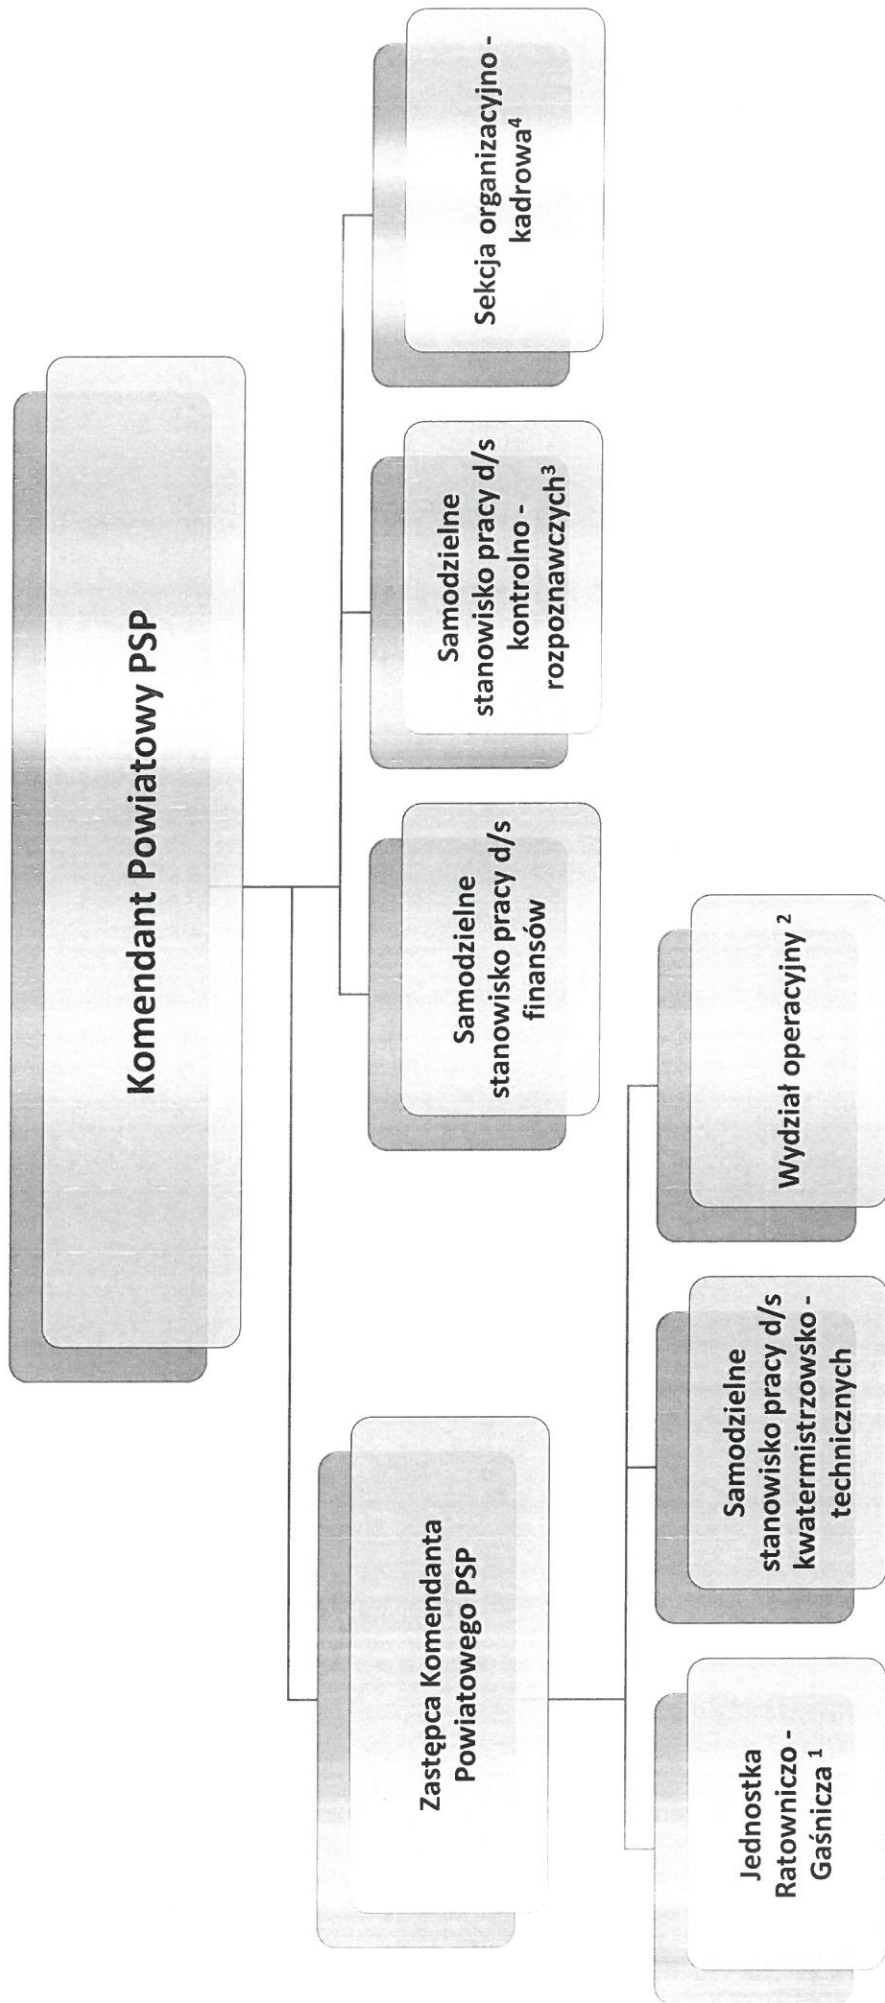 Komendant Powiatowy PSP
Zastępca Komendanta
Powiatowego PSP
Samodzielne
stanowisko pracy d/s
finansów
Samodzielne
stanowisko pracy d/s
kontrolno -
rozpoznawczych³
Sekcja organizacyjno -
kadrowa⁴
Jednostka
Ratowniczo -
Gaśnicza ¹
Samodzielne
stanowisko pracy d/s
kwatermistrzowsko -
technicznych
Wydział operacyjny ²